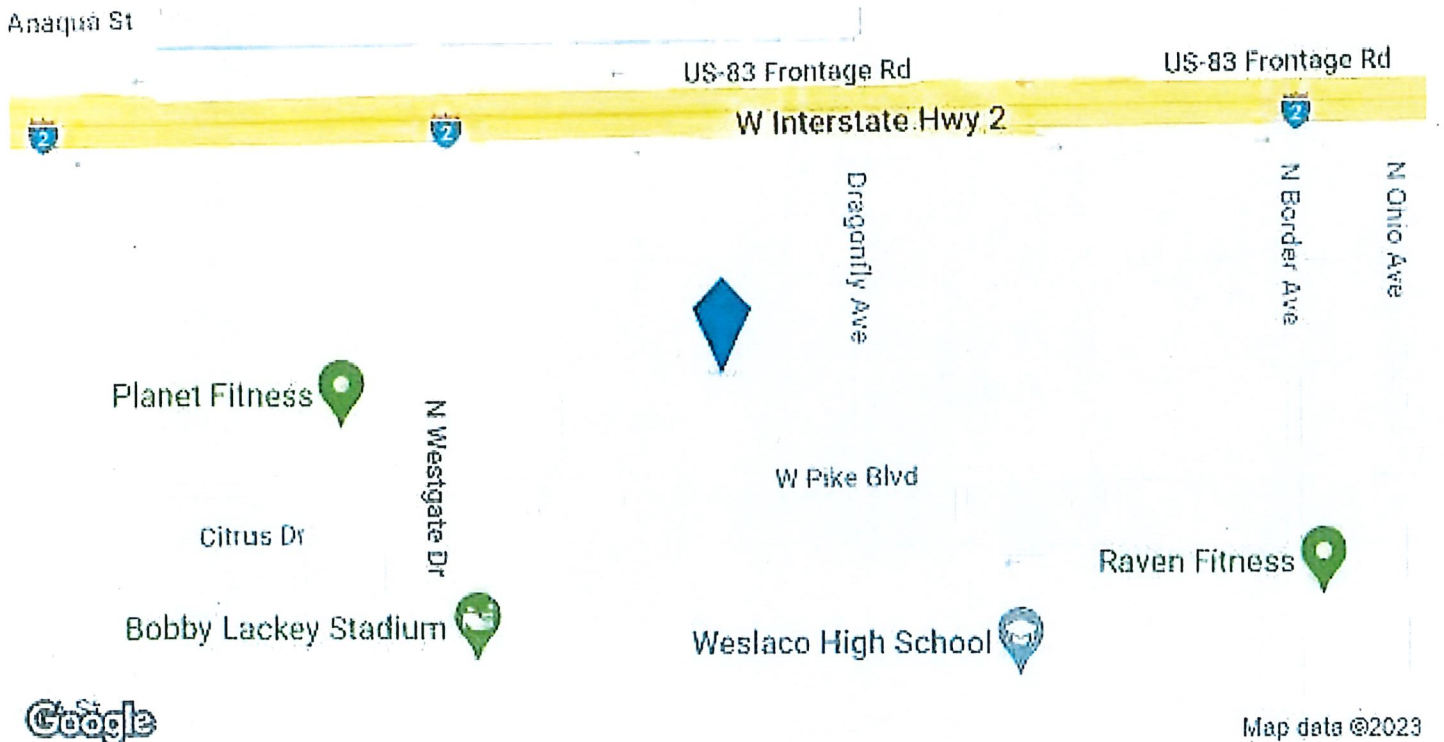 Anaqua St
US-83 Frontage Rd
US-83 Frontage Rd
2
2
W Interstate Hwy 2
2
Dragonfly Ave
N Border Ave
N Ohio Ave
Planet Fitness
N Westgate Dr
W Pike Blvd
Citrus Dr
Raven Fitness
Bobby Lackey Stadium
Weslaco High School
Google
Map data ©2023